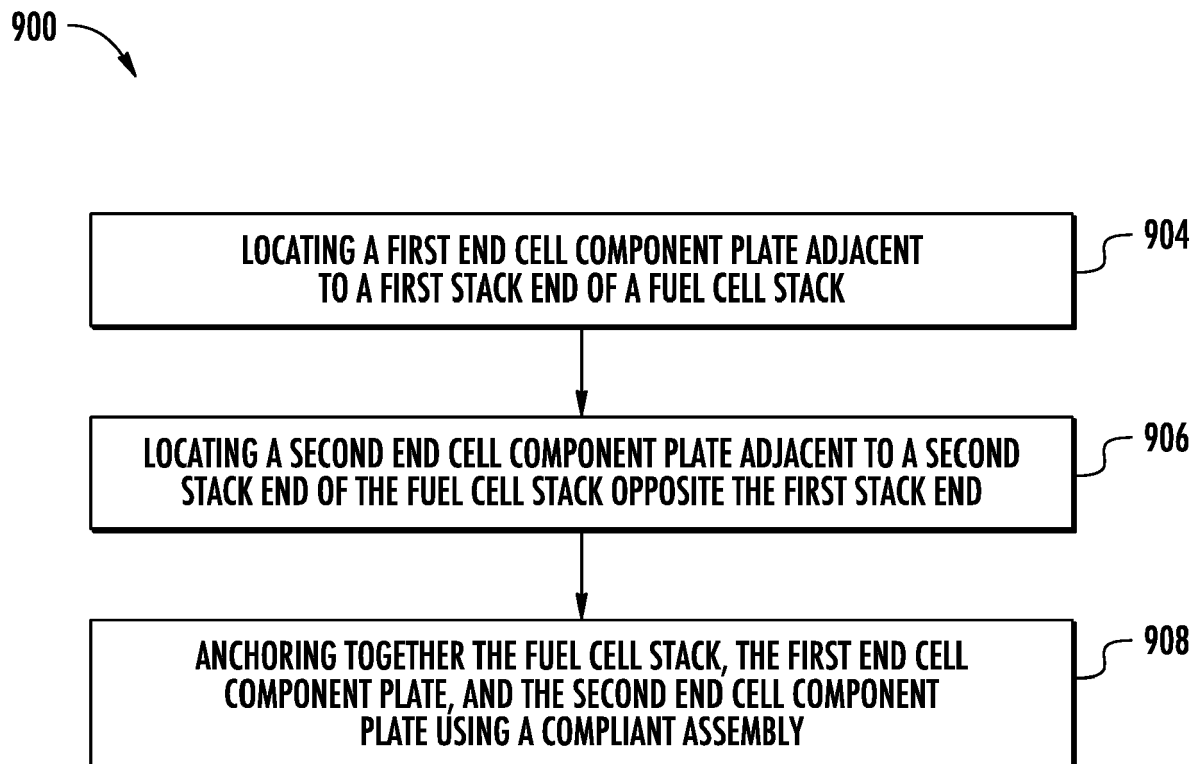 900
LOCATING A FIRST END CELL COMPONENT PLATE ADJACENT
TO A FIRST STACK END OF A FUEL CELL STACK
904
LOCATING A SECOND END CELL COMPONENT PLATE ADJACENT TO A SECOND
STACK END OF THE FUEL CELL STACK OPPOSITE THE FIRST STACK END
906
ANCHORING TOGETHER THE FUEL CELL STACK, THE FIRST END CELL
COMPONENT PLATE, AND THE SECOND END CELL COMPONENT
PLATE USING A COMPLIANT ASSEMBLY
908